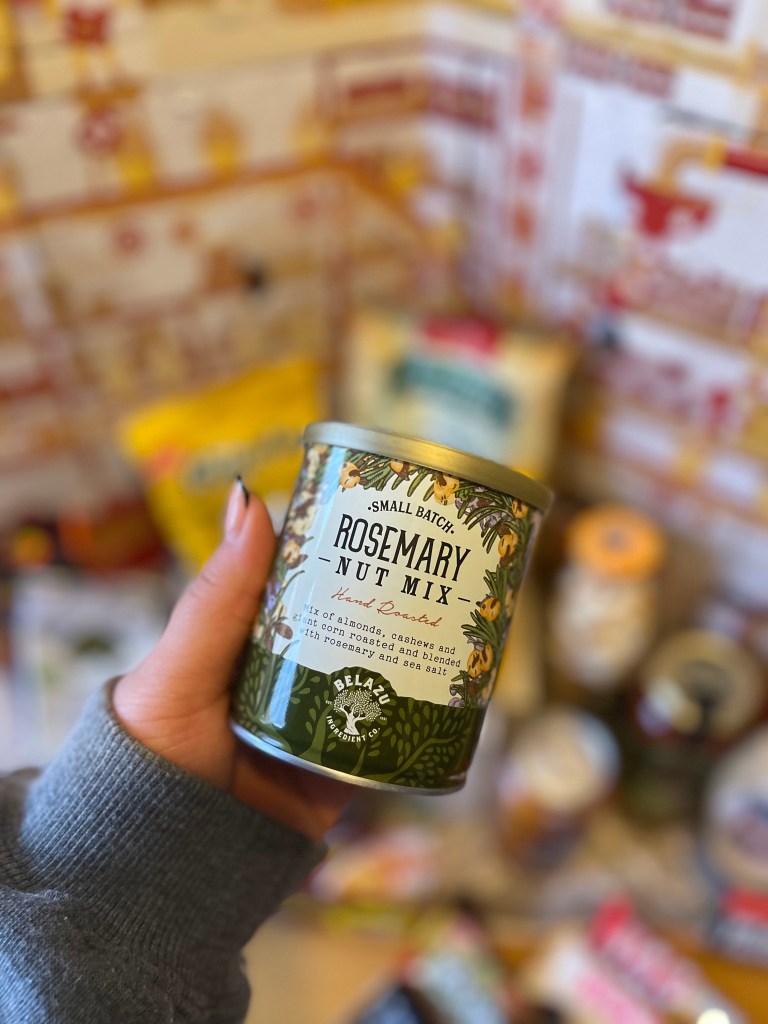 ·SMALL BATCH·
ROSEMARY
-NUT MIX-
Hand Roasted
Mix of almonds, cashews and
giant corn roasted and blended
with rosemary and sea salt
BELAZU
INGREDIENT CO.